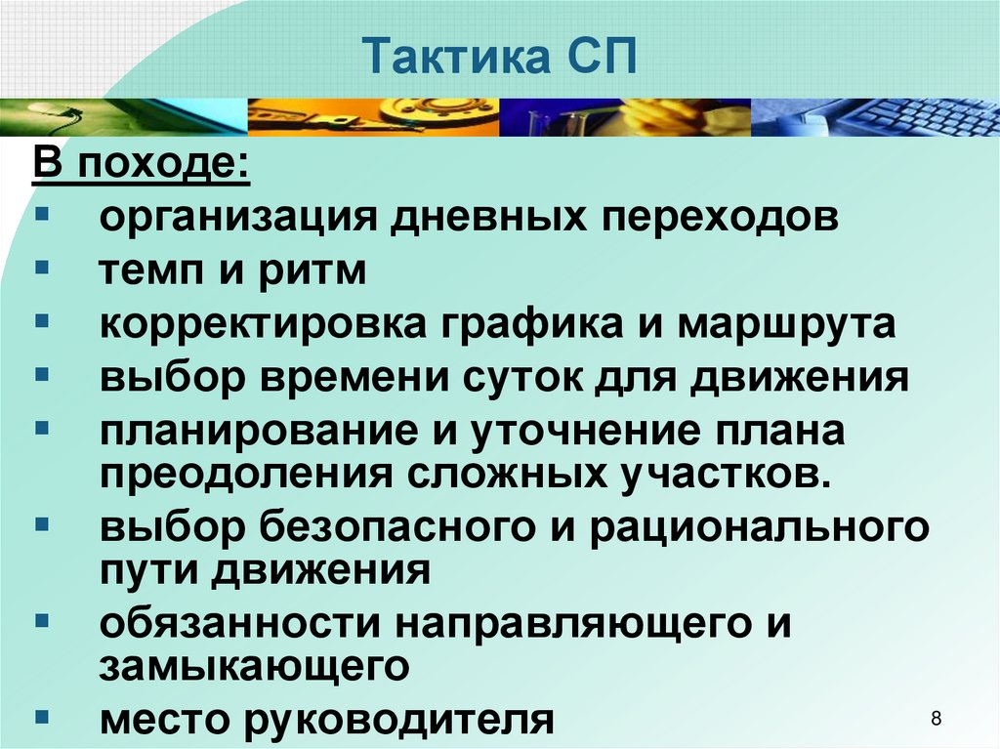 Тактика СП
В походе:
▪ организация дневных переходов
▪ темп и ритм
▪ корректировка графика и маршрута
▪ выбор времени суток для движения
▪ планирование и уточнение плана
преодоления сложных участков.
▪ выбор безопасного и рационального
пути движения
▪ обязанности направляющего и
замыкающего
▪ место руководителя
8